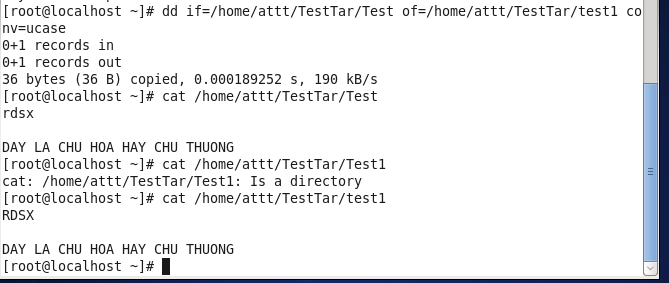 [root@localhost ~]# dd if=/home/attt/TestTar/Test of=/home/attt/TestTar/test1 co
nv=ucase
0+1 records in
0+1 records out
36 bytes (36 B) copied, 0.000189252 s, 190 kB/s
[root@localhost ~]# cat /home/attt/TestTar/Test
rdsx

DAY LA CHU HOA HAY CHU THUONG
[root@localhost ~]# cat /home/attt/TestTar/Test1
cat: /home/attt/TestTar/Test1: Is a directory
[root@localhost ~]# cat /home/attt/TestTar/test1
RDSX

DAY LA CHU HOA HAY CHU THUONG
[root@localhost ~]#